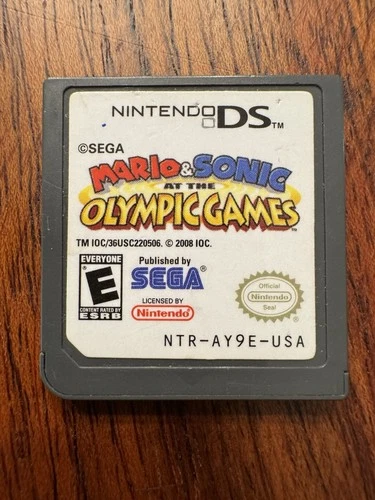 NINTENDO DS™
©SEGA
MARIO & SONIC
AT THE
OLYMPIC GAMES™
TM IOC/36USC220506. © 2008 IOC.
EVERYONE
E
CONTENT RATED BY
ESRB
Published by
SEGA®
LICENSED BY
Nintendo®
Official
Nintendo
Seal
NTR-AY9E-USA